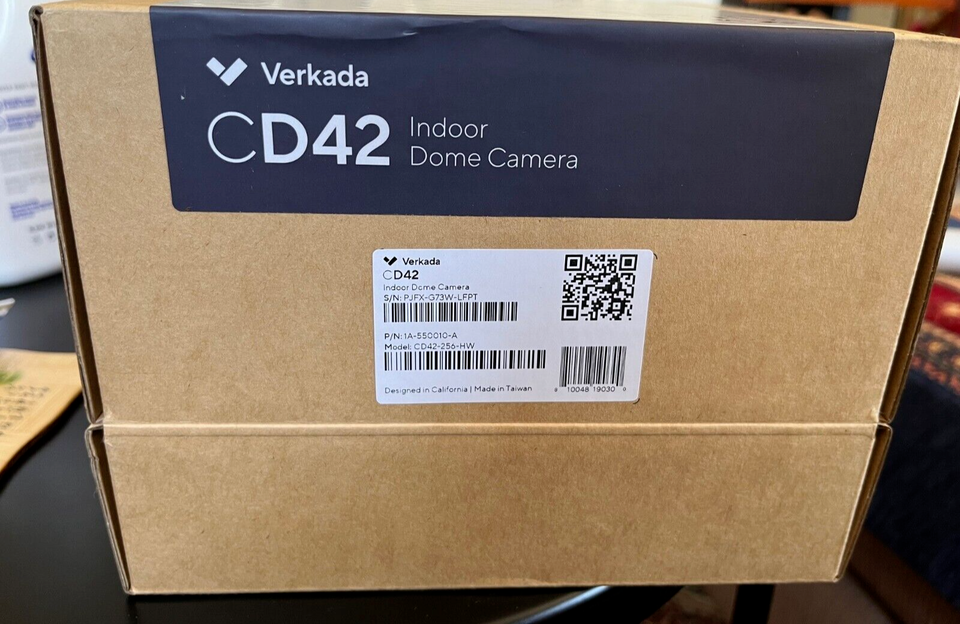 Verkada
CD42
Indoor
Dome Camera
Verkada
CD42
Indoor Dome Camera
S/N: PJFX-G73W-LFPT
P/N: 1A-550010-A
Model: CD42-256-HW
Designed in California | Made in Taiwan
0 10048 19030 0